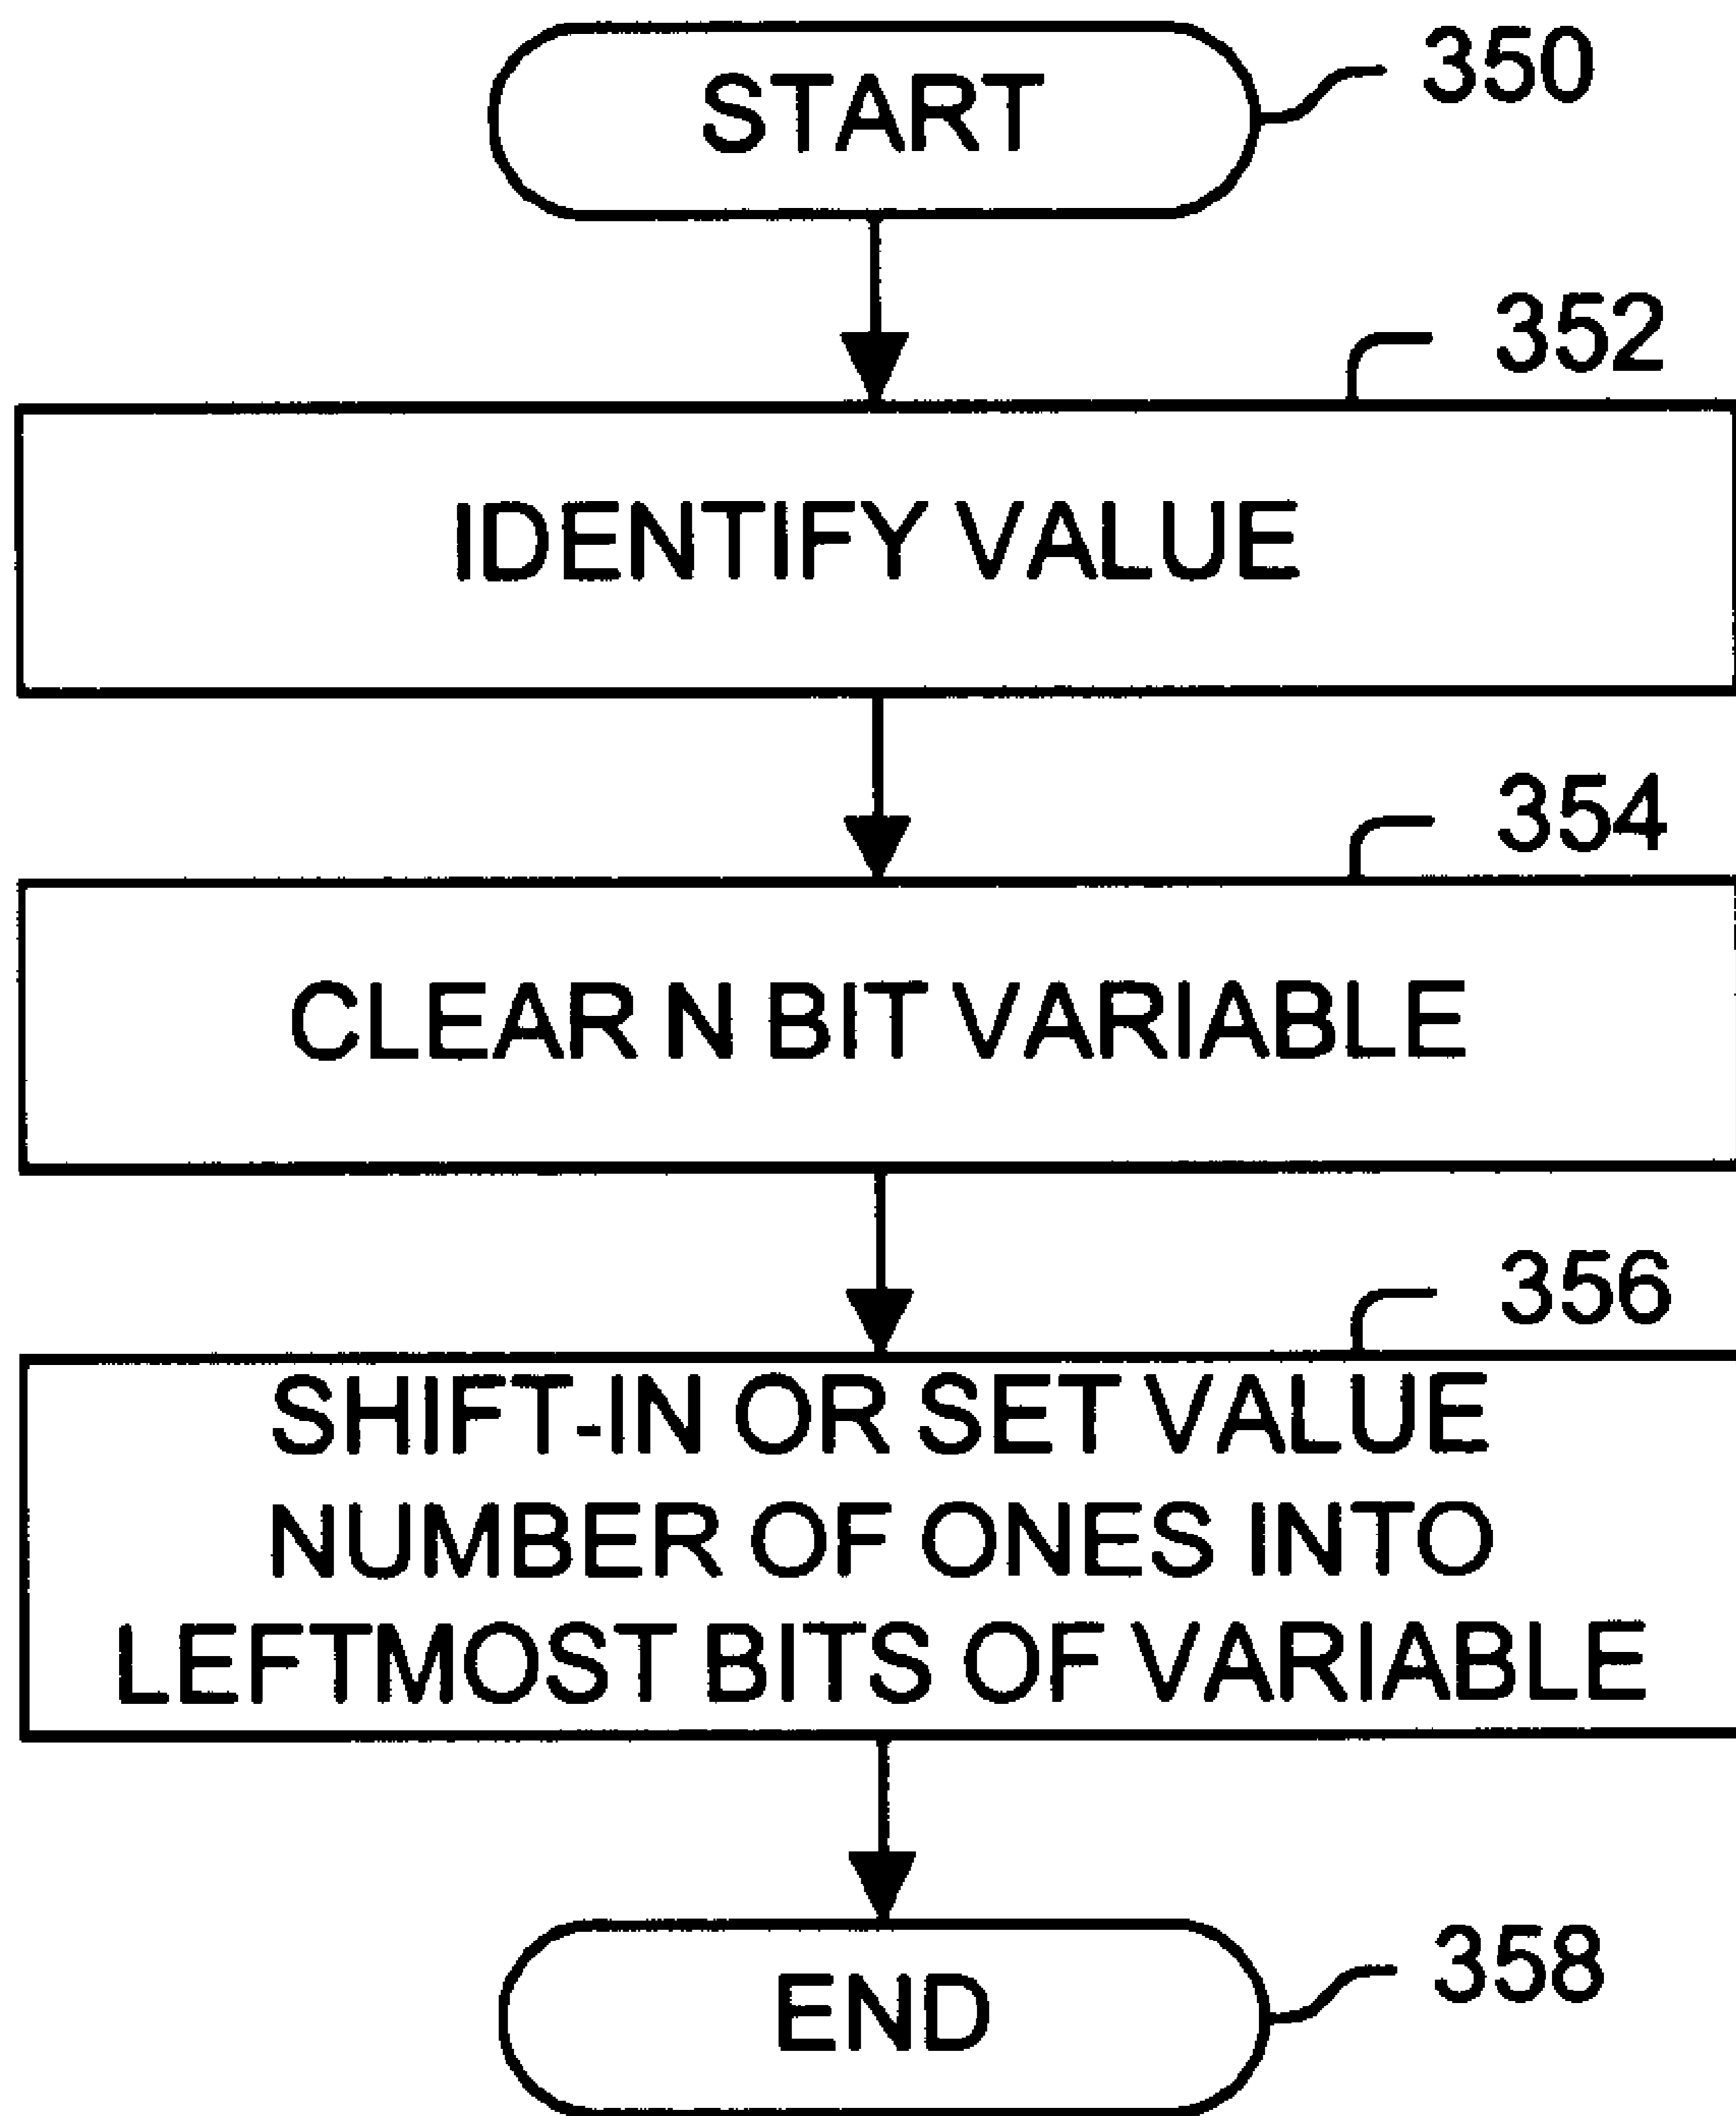 START
350
352
IDENTIFY VALUE
354
CLEAR N BIT VARIABLE
356
SHIFT-IN OR SET VALUE
NUMBER OF ONES INTO
LEFTMOST BITS OF VARIABLE
END
358